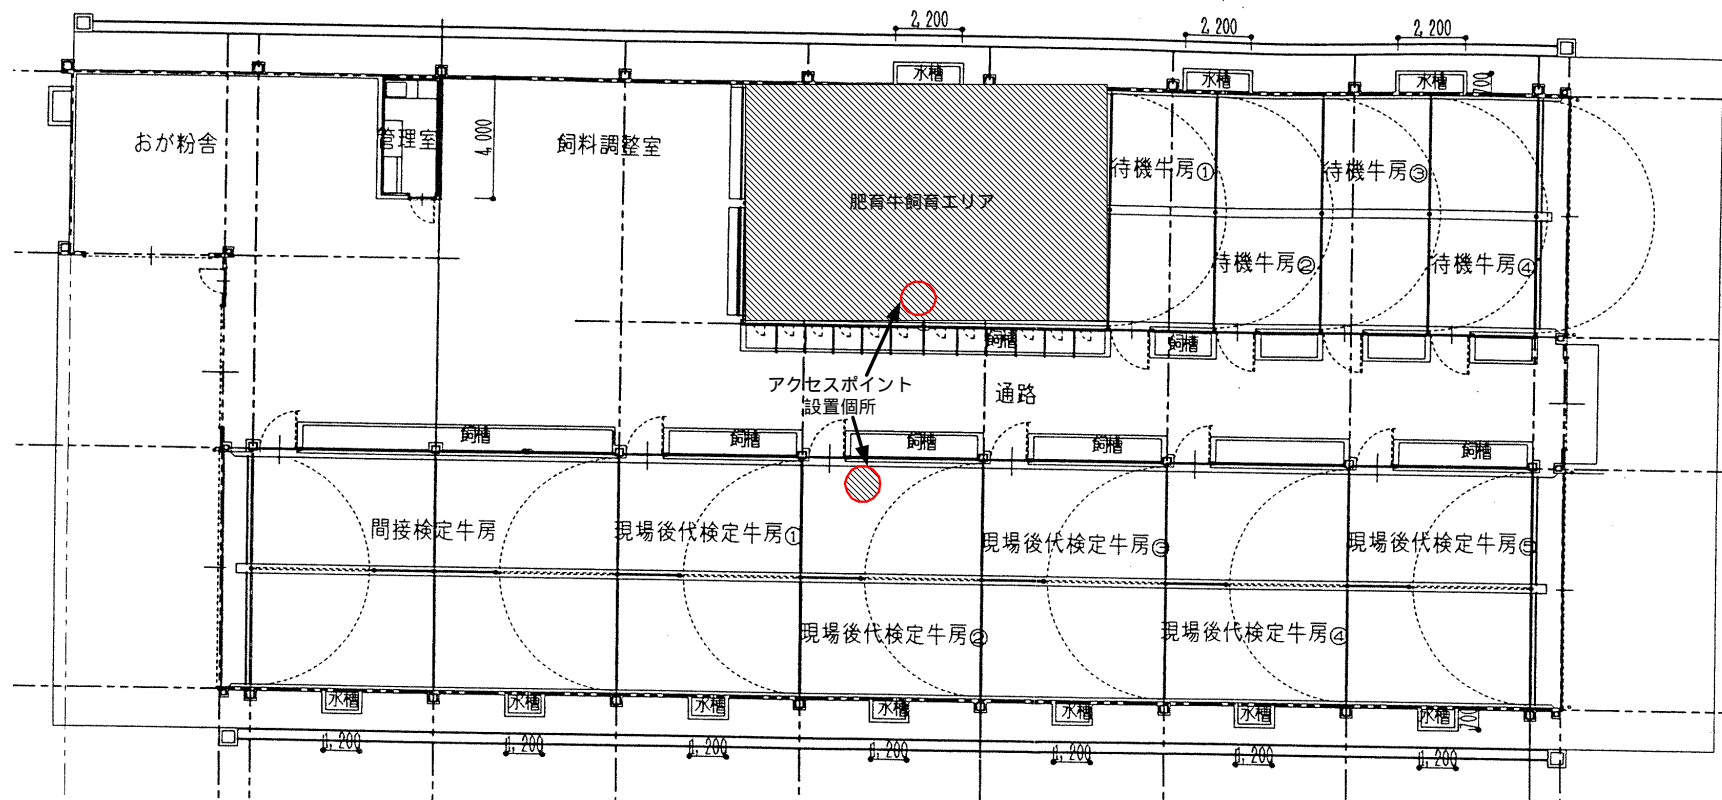 2,200
2,200
2,200
水槽
水槽
水槽
100
おが粉舎
管理室
4,000
飼料調整室
肥育牛飼育エリア
待機牛房①
待機牛房③
待機牛房②
待機牛房④
飼槽
飼槽
アクセスポイント
設置個所
通路
飼槽
飼槽
飼槽
飼槽
飼槽
間接検定牛房
現場後代検定牛房①
現場後代検定牛房③
現場後代検定牛房⑤
現場後代検定牛房②
現場後代検定牛房④
水槽
水槽
水槽
水槽
水槽
水槽
水槽
100
1,200
1,200
1,200
1,200
1,200
1,200
1,200